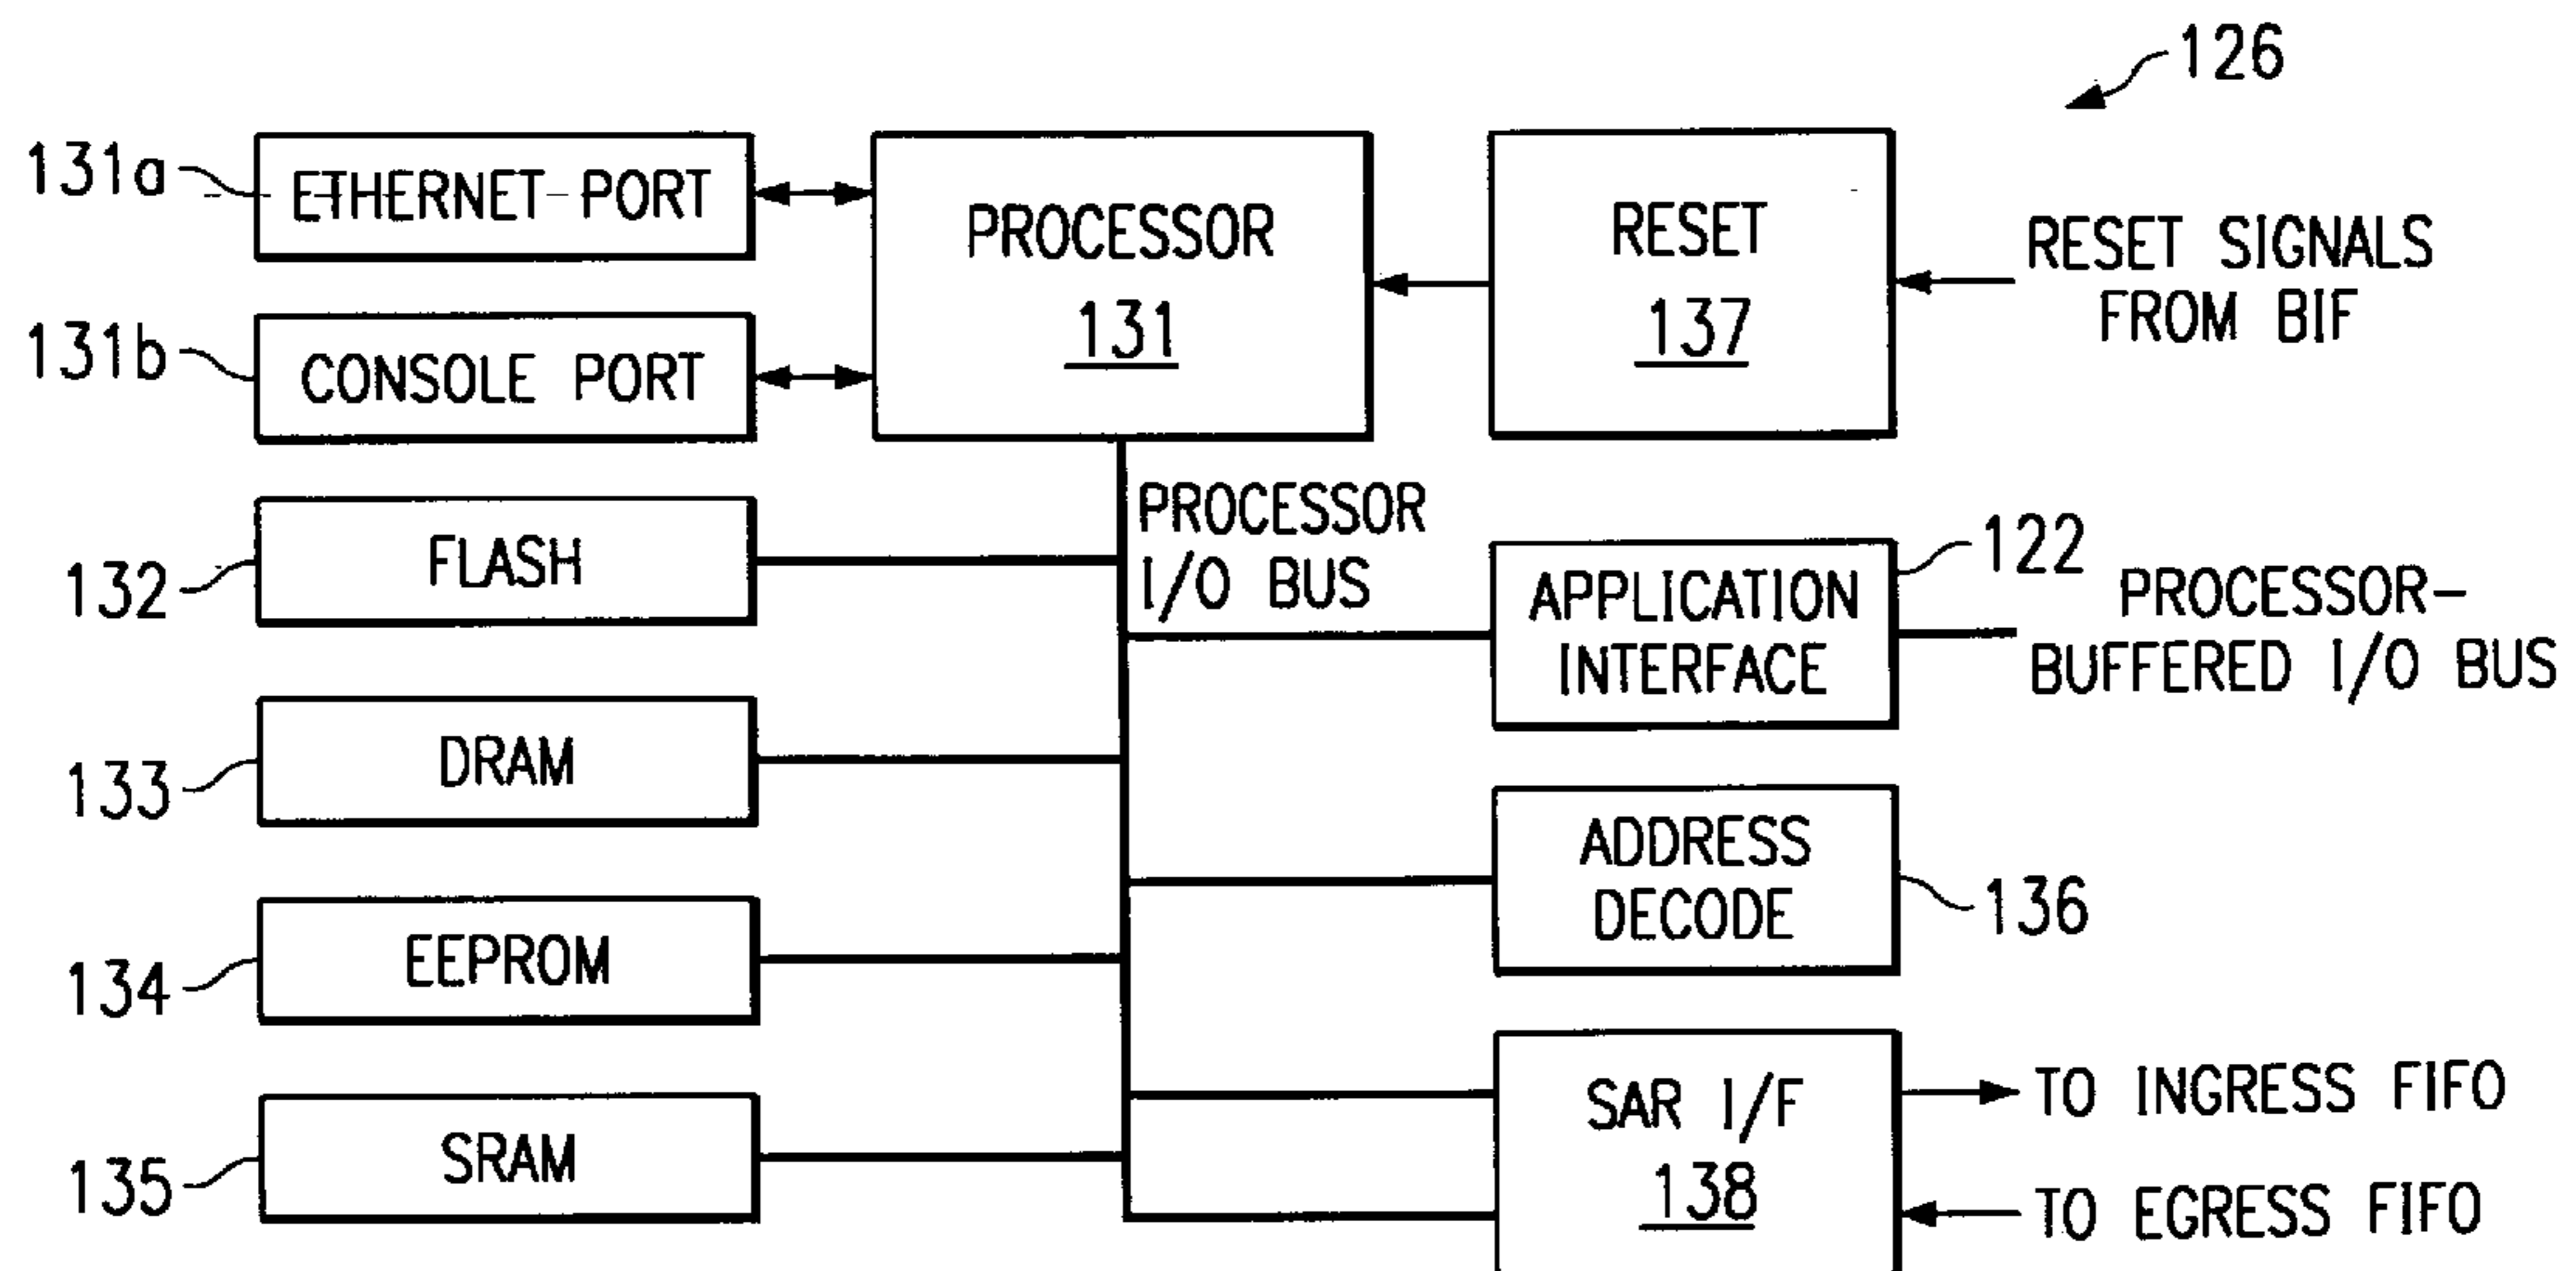 126
131a
ETHERNET PORT
PROCESSOR
131
RESET
137
RESET SIGNALS
FROM BIF
131b
CONSOLE PORT
132
FLASH
PROCESSOR
I/O BUS
APPLICATION
INTERFACE
122
PROCESSOR-
BUFFERED I/O BUS
133
DRAM
ADDRESS
DECODE
136
134
EEPROM
135
SRAM
SAR I/F
138
TO INGRESS FIFO
TO EGRESS FIFO